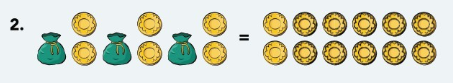 2.
=